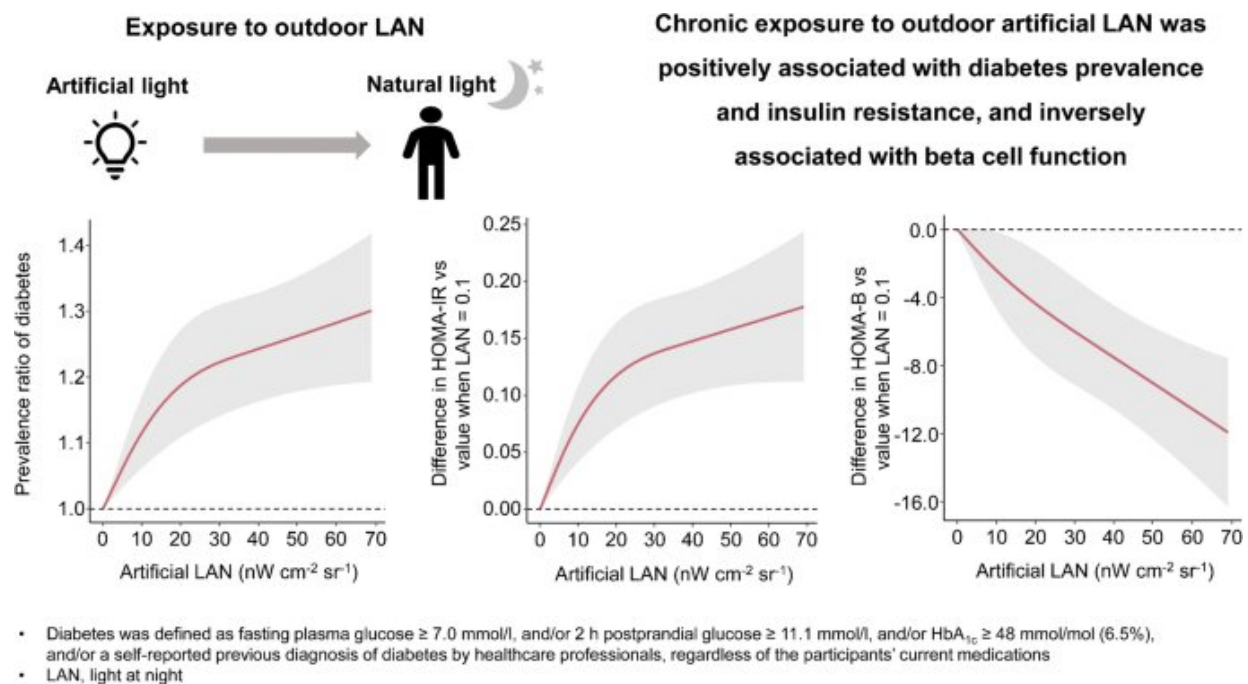 Exposure to outdoor LAN
Artificial light
Natural light
Chronic exposure to outdoor artificial LAN was
positively associated with diabetes prevalence
and insulin resistance, and inversely
associated with beta cell function
Prevalence ratio of diabetes
1.4
1.3
1.2
1.1
1.0
0 10 20 30 40 50 60 70
Artificial LAN (nW cm⁻² sr⁻¹)
Difference in HOMA-IR vs
value when LAN = 0.1
0.25
0.20
0.15
0.10
0.05
0.00
0 10 20 30 40 50 60 70
Artificial LAN (nW cm⁻² sr⁻¹)
Difference in HOMA-B vs
value when LAN = 0.1
0.0
-4.0
-8.0
-12.0
-16.0
0 10 20 30 40 50 60 70
Artificial LAN (nW cm⁻² sr⁻¹)
• Diabetes was defined as fasting plasma glucose ≥ 7.0 mmol/l, and/or 2 h postprandial glucose ≥ 11.1 mmol/l, and/or HbA₁c ≥ 48 mmol/mol (6.5%),
and/or a self-reported previous diagnosis of diabetes by healthcare professionals, regardless of the participants' current medications
• LAN, light at night